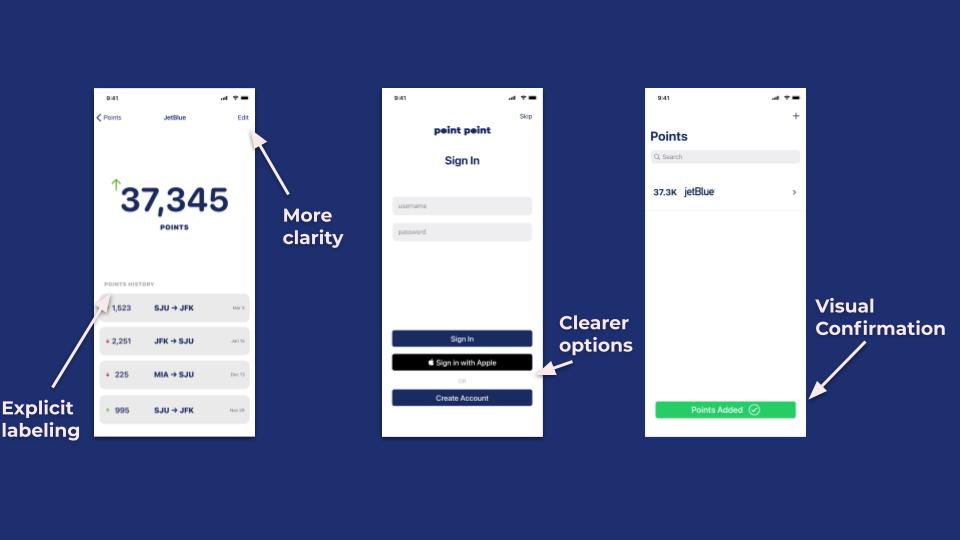 9:41
Points
JetBlue
Edit
37,345
POINTS
More
clarity
POINTS HISTORY
1,523 SJU → JFK Mar 4
2,251 JFK → SJU Jan 16
225 MIA → SJU Dec 13
995 SJU → JFK Nov 28
Explicit
labeling
9:41
Skip
point point
Sign In
username
password
Sign In
Sign in with Apple
OR
Create Account
Clearer
options
9:41
+
Points
Search
37.3K jetBlue
Points Added
Visual
Confirmation